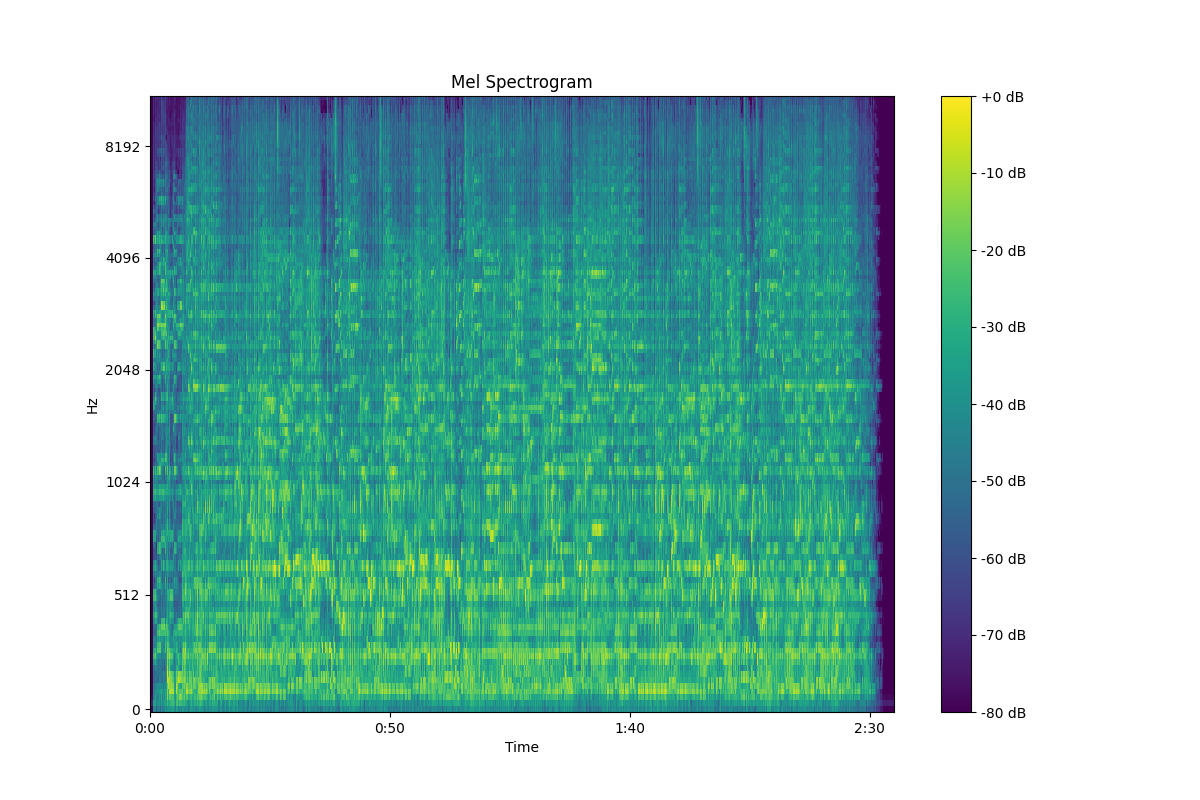 Mel Spectrogram
8192
4096
2048
1024
512
0
Hz
0:00
0:50
1:40
2:30
Time
+0 dB
-10 dB
-20 dB
-30 dB
-40 dB
-50 dB
-60 dB
-70 dB
-80 dB